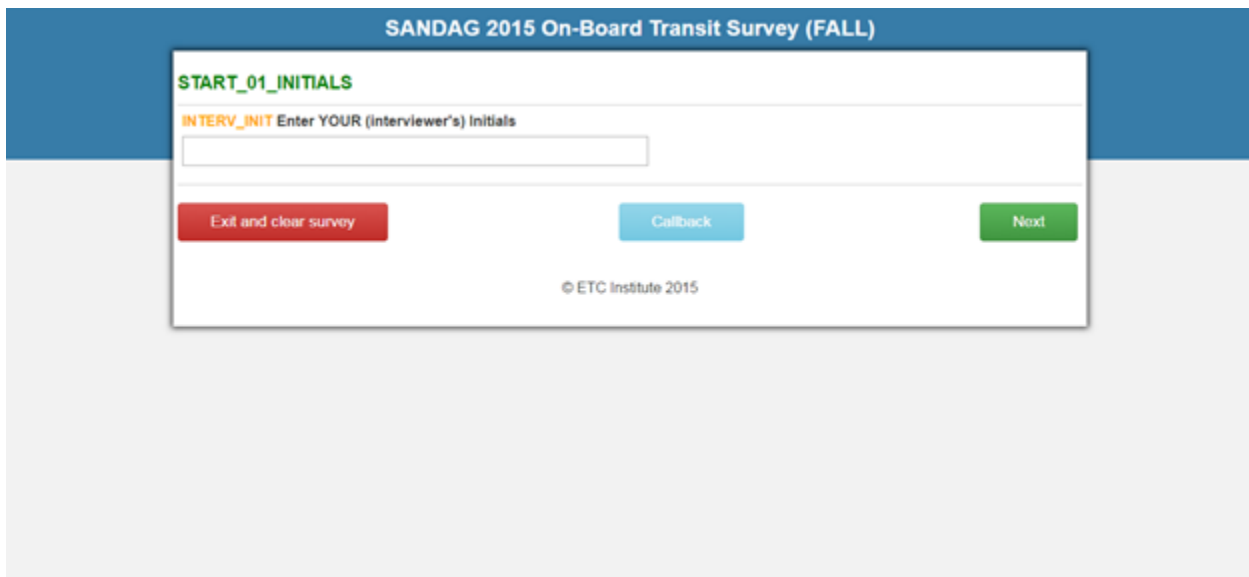 SANDAG 2015 On-Board Transit Survey (FALL)
START_01_INITIALS
INTERV_INIT Enter YOUR (interviewer's) Initials
Exit and clear survey
Callback
Next
© ETC Institute 2015